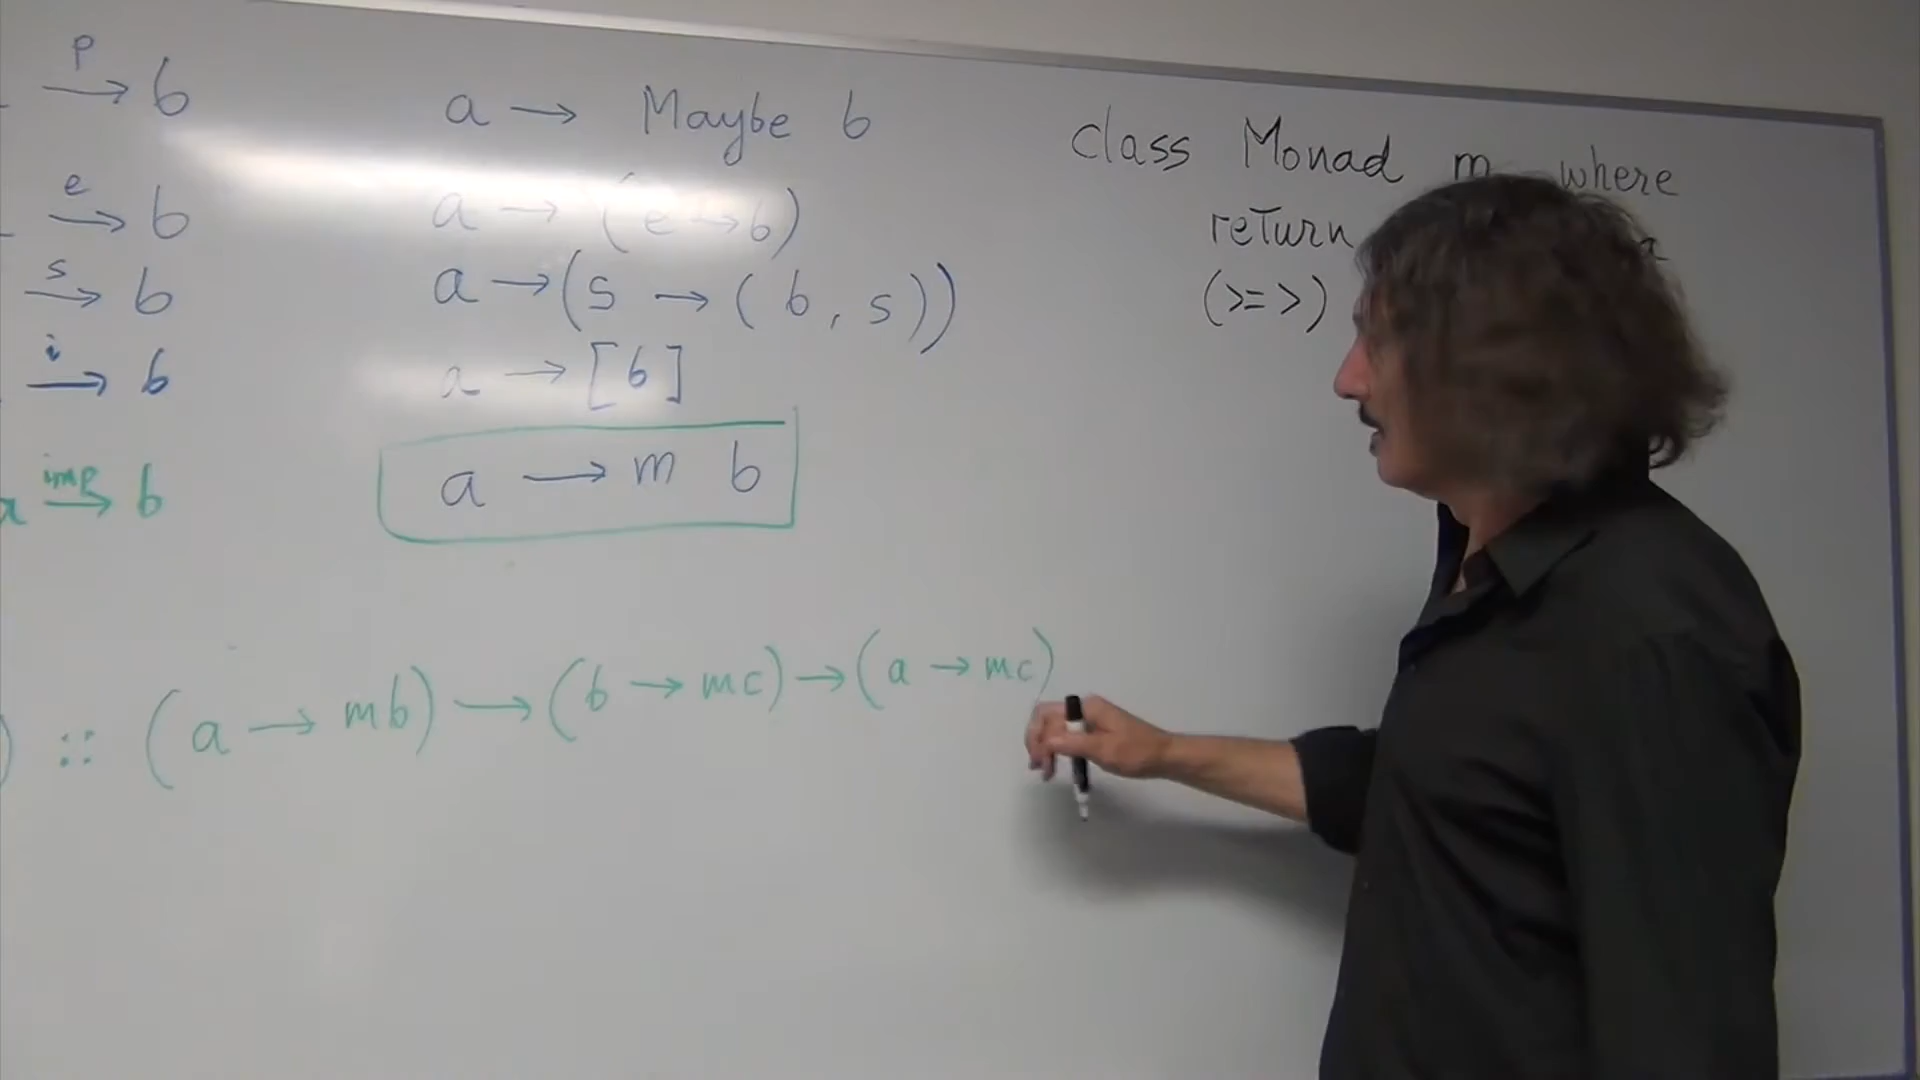 p
→ b
e
→ b
s
→ b
i
→ b
imp
a → b
a → Maybe b
a → (e → b)
a → (s → (b, s))
a → [b]
a → m b
) :: (a → mb) → (b → mc) → (a → mc)
class Monad m where
return a
(>=>)